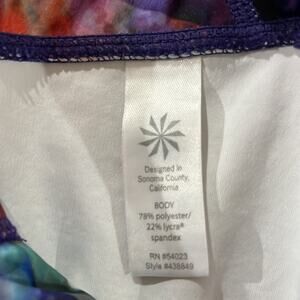 Designed in
Sonoma County,
California
BODY
78% polyester/
22% lycra®
spandex
RN #54023
Style #438849